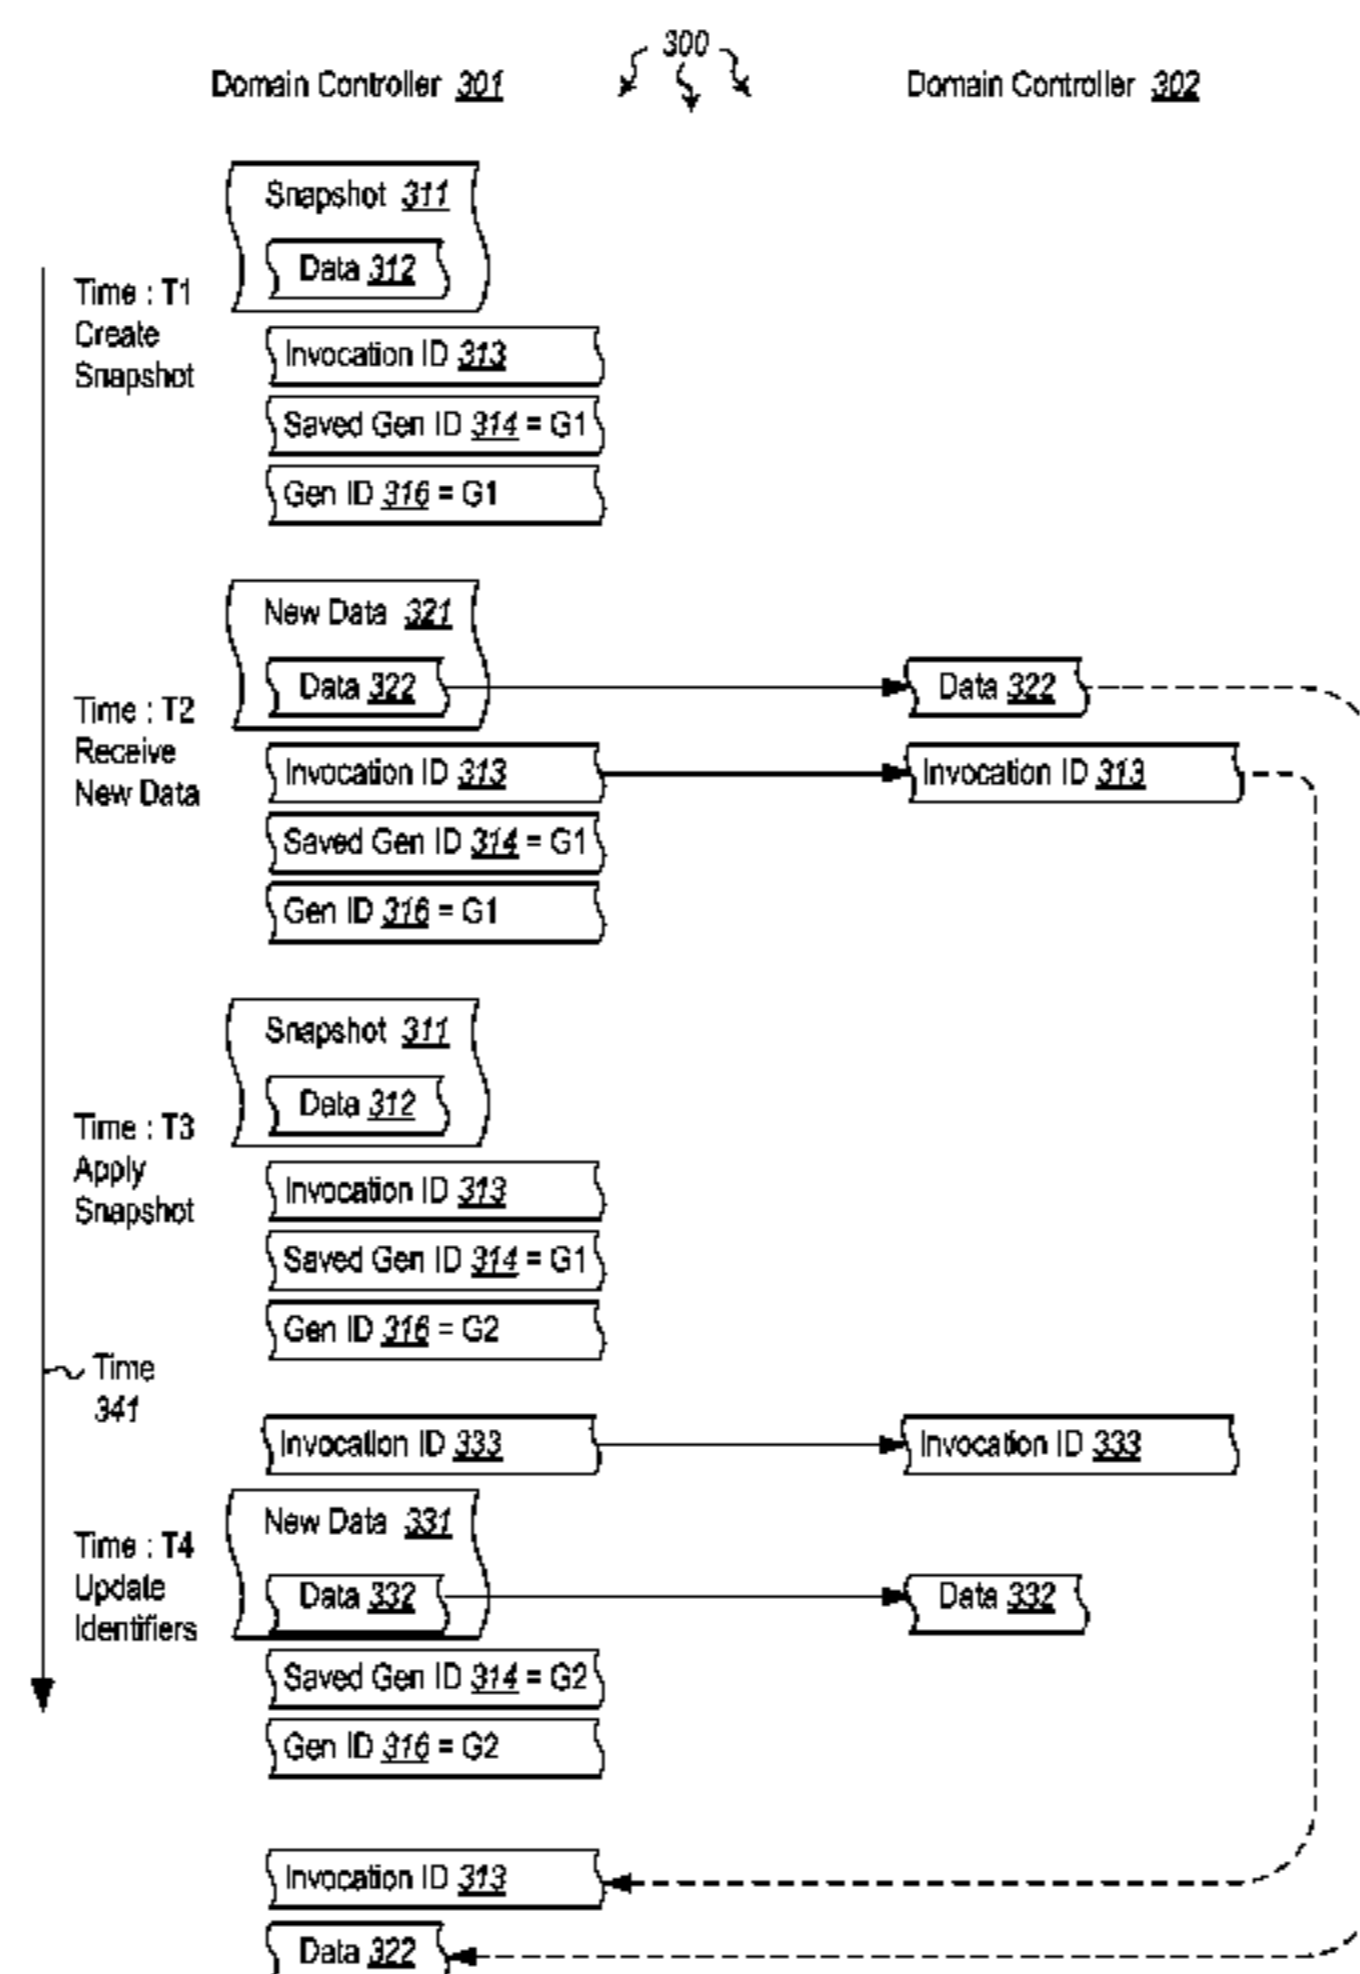 300
Domain Controller 301
Domain Controller 302
Snapshot 311
Data 312
Time : T1
Create
Snapshot
Invocation ID 313
Saved Gen ID 314 = G1
Gen ID 316 = G1
New Data 321
Data 322
Data 322
Time : T2
Receive
New Data
Invocation ID 313
Invocation ID 313
Saved Gen ID 314 = G1
Gen ID 316 = G1
Snapshot 311
Data 312
Time : T3
Apply
Snapshot
Invocation ID 313
Saved Gen ID 314 = G1
Gen ID 316 = G2
Time
341
Invocation ID 333
Invocation ID 333
New Data 331
Time : T4
Update
Identifiers
Data 332
Data 332
Saved Gen ID 314 = G2
Gen ID 316 = G2
Invocation ID 313
Data 322